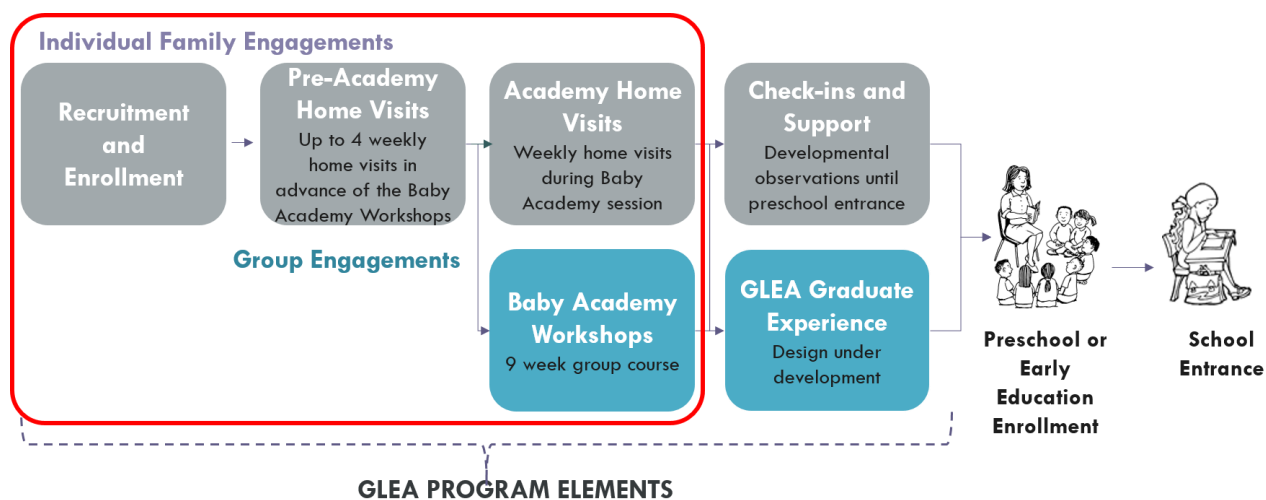 Individual Family Engagements
Recruitment
and
Enrollment
Pre-Academy
Home Visits
Up to 4 weekly
home visits in
advance of the Baby
Academy Workshops
Academy Home
Visits
Weekly home visits
during Baby
Academy session
Check-ins and
Support
Developmental
observations until
preschool entrance
Group Engagements
Baby Academy
Workshops
9 week group course
GLEA Graduate
Experience
Design under
development
Preschool or
Early
Education
Enrollment
School
Entrance
GLEA PROGRAM ELEMENTS